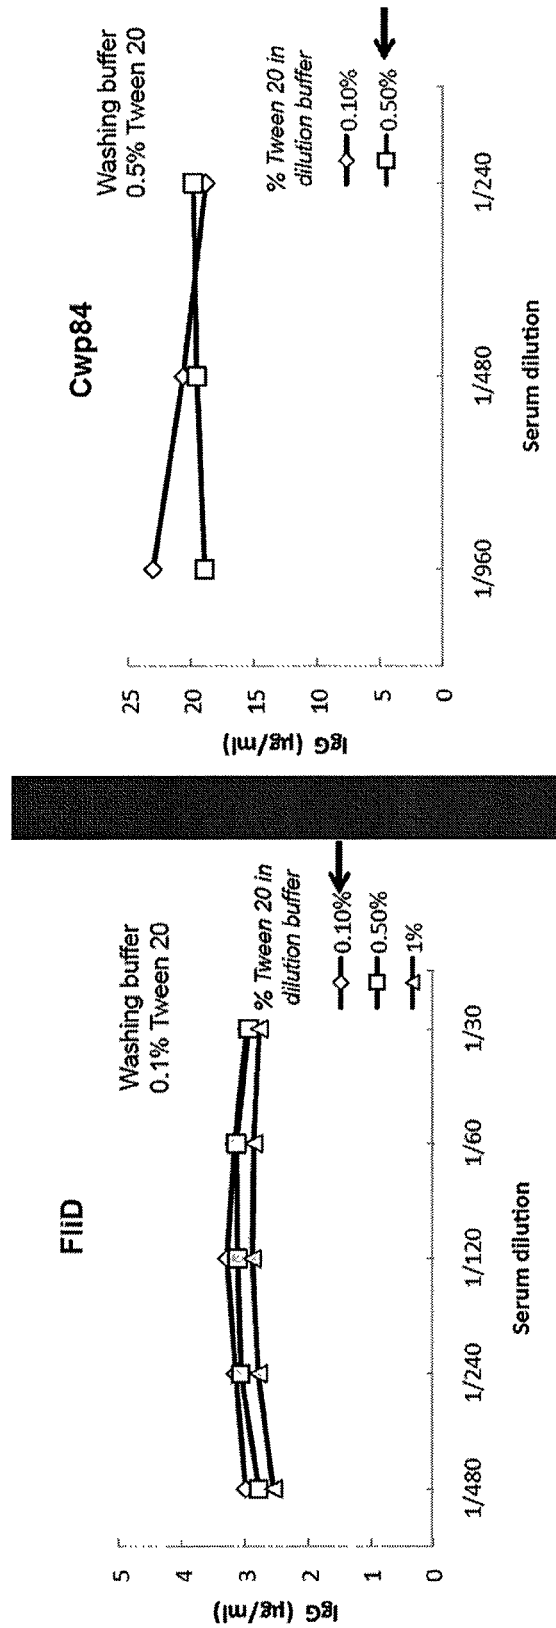 FliD
Washing buffer
0.1% Tween 20
% Tween 20 in
dilution buffer
0.10%
0.50%
1%
5
4
3
2
1
0
IgG (µg/ml)
1/480
1/240
1/120
1/60
1/30
Serum dilution
Cwp84
Washing buffer
0.5% Tween 20
% Tween 20 in
dilution buffer
0.10%
0.50%
25
20
15
10
5
0
IgG (µg/ml)
1/960
1/480
1/240
Serum dilution